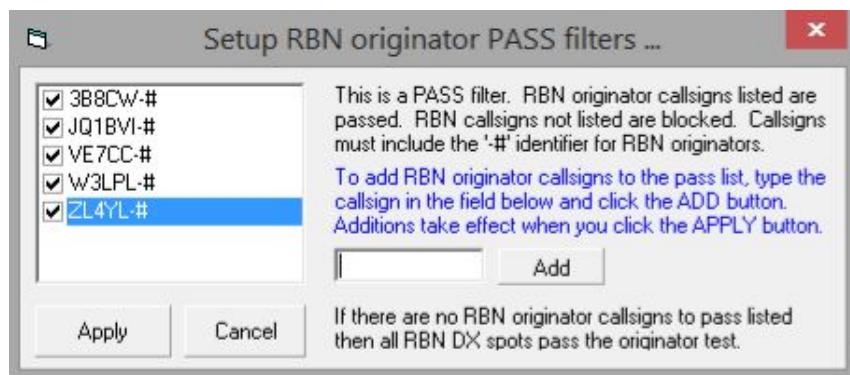 Setup RBN originator PASS filters ...
3B8CW-#
JQ1BVI-#
VE7CC-#
W3LPL-#
ZL4YL-#
This is a PASS filter. RBN originator callsigns listed are
passed. RBN callsigns not listed are blocked. Callsigns
must include the '-#' identifier for RBN originators.
To add RBN originator callsigns to the pass list, type the
callsign in the field below and click the ADD button.
Additions take effect when you click the APPLY button.
Add
Apply
Cancel
If there are no RBN originator callsigns to pass listed
then all RBN DX spots pass the originator test.